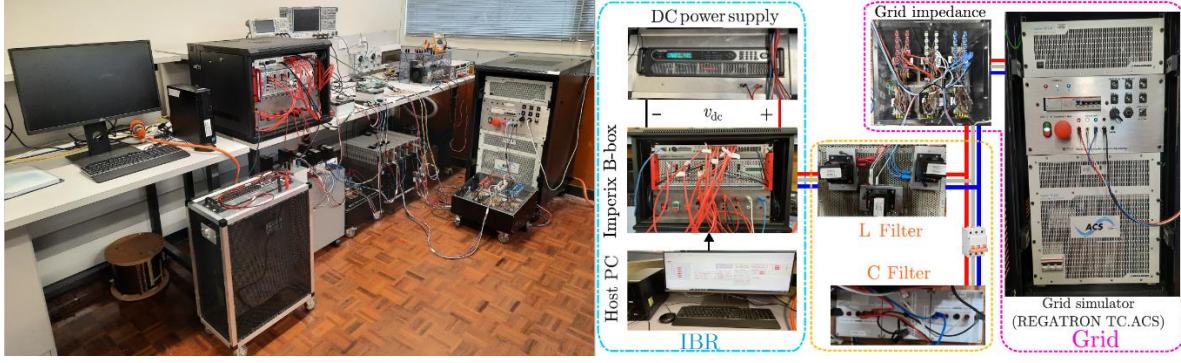 DC power supply
−
v_dc
+
Imperix B-box
Host PC
IBR
L Filter
C Filter
Grid impedance
ACS
Grid simulator
(REGATRON TC.ACS)
Grid